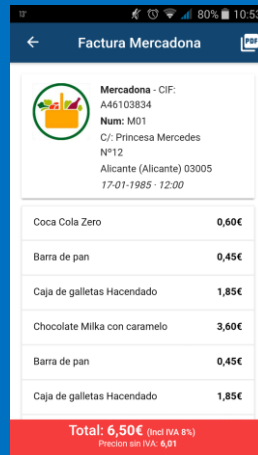 12° 80% 10:53
Factura Mercadona PDF
Mercadona - CIF:
A46103834
Num: M01
C/: Princesa Mercedes
Nº12
Alicante (Alicante) 03005
17-01-1985 · 12:00
Coca Cola Zero 0,60€
Barra de pan 0,45€
Caja de galletas Hacendado 1,85€
Chocolate Milka con caramelo 3,60€
Barra de pan 0,45€
Caja de galletas Hacendado 1,85€
Total: 6,50€ (Incl IVA 8%)
Precion sin IVA: 6,01